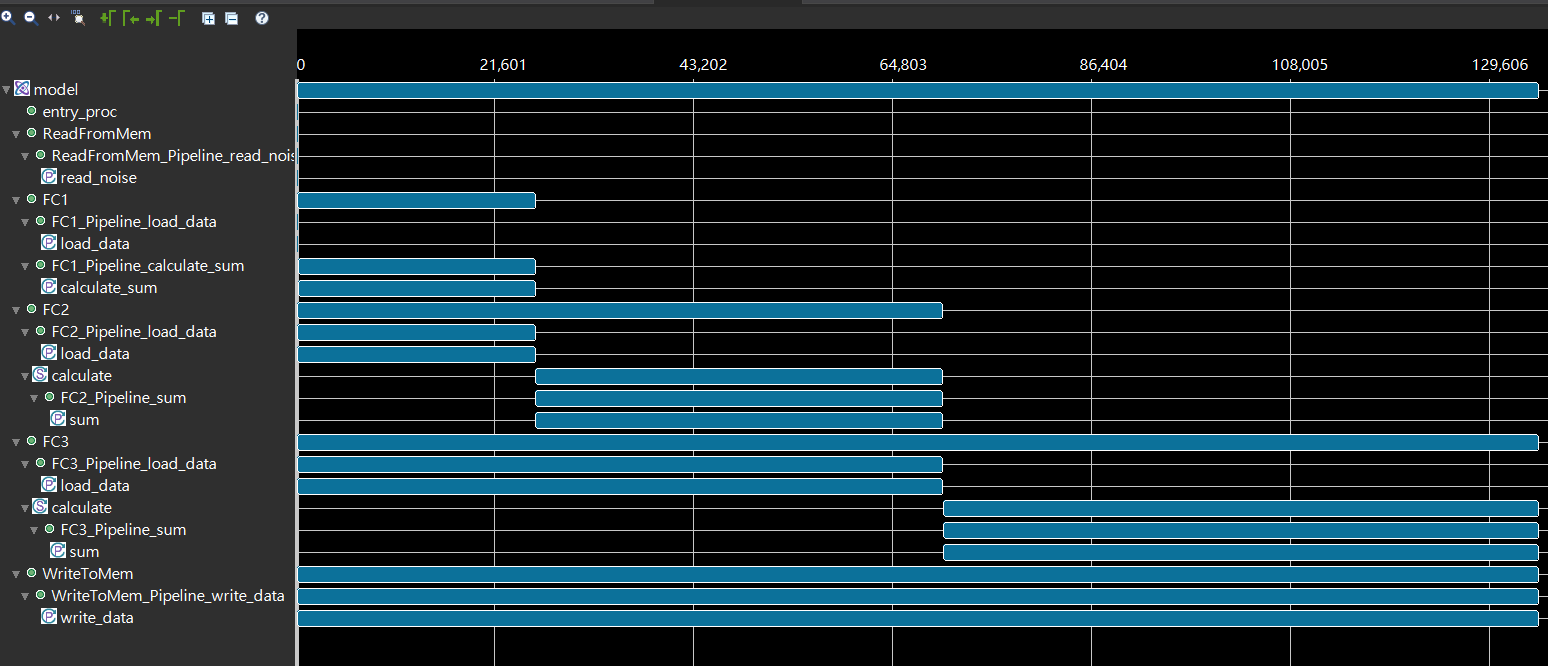 0 21,601 43,202 64,803 86,404 108,005 129,606
model
entry_proc
ReadFromMem
ReadFromMem_Pipeline_read_nois
read_noise
FC1
FC1_Pipeline_load_data
load_data
FC1_Pipeline_calculate_sum
calculate_sum
FC2
FC2_Pipeline_load_data
load_data
calculate
FC2_Pipeline_sum
sum
FC3
FC3_Pipeline_load_data
load_data
calculate
FC3_Pipeline_sum
sum
WriteToMem
WriteToMem_Pipeline_write_data
write_data